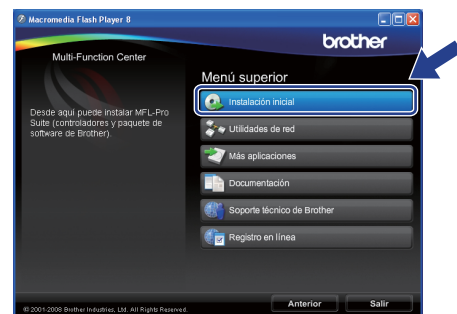 Macromedia Flash Player 8
brother
Multi-Function Center
Menú superior
Desde aquí puede instalar MFL-Pro
Suite (controladores y paquete de
software de Brother).
Instalación inicial
Utilidades de red
Más aplicaciones
Documentación
Soporte técnico de Brother
Registro en línea
© 2001-2008 Brother Industries, Ltd. All Rights Reserved.
Anterior
Salir